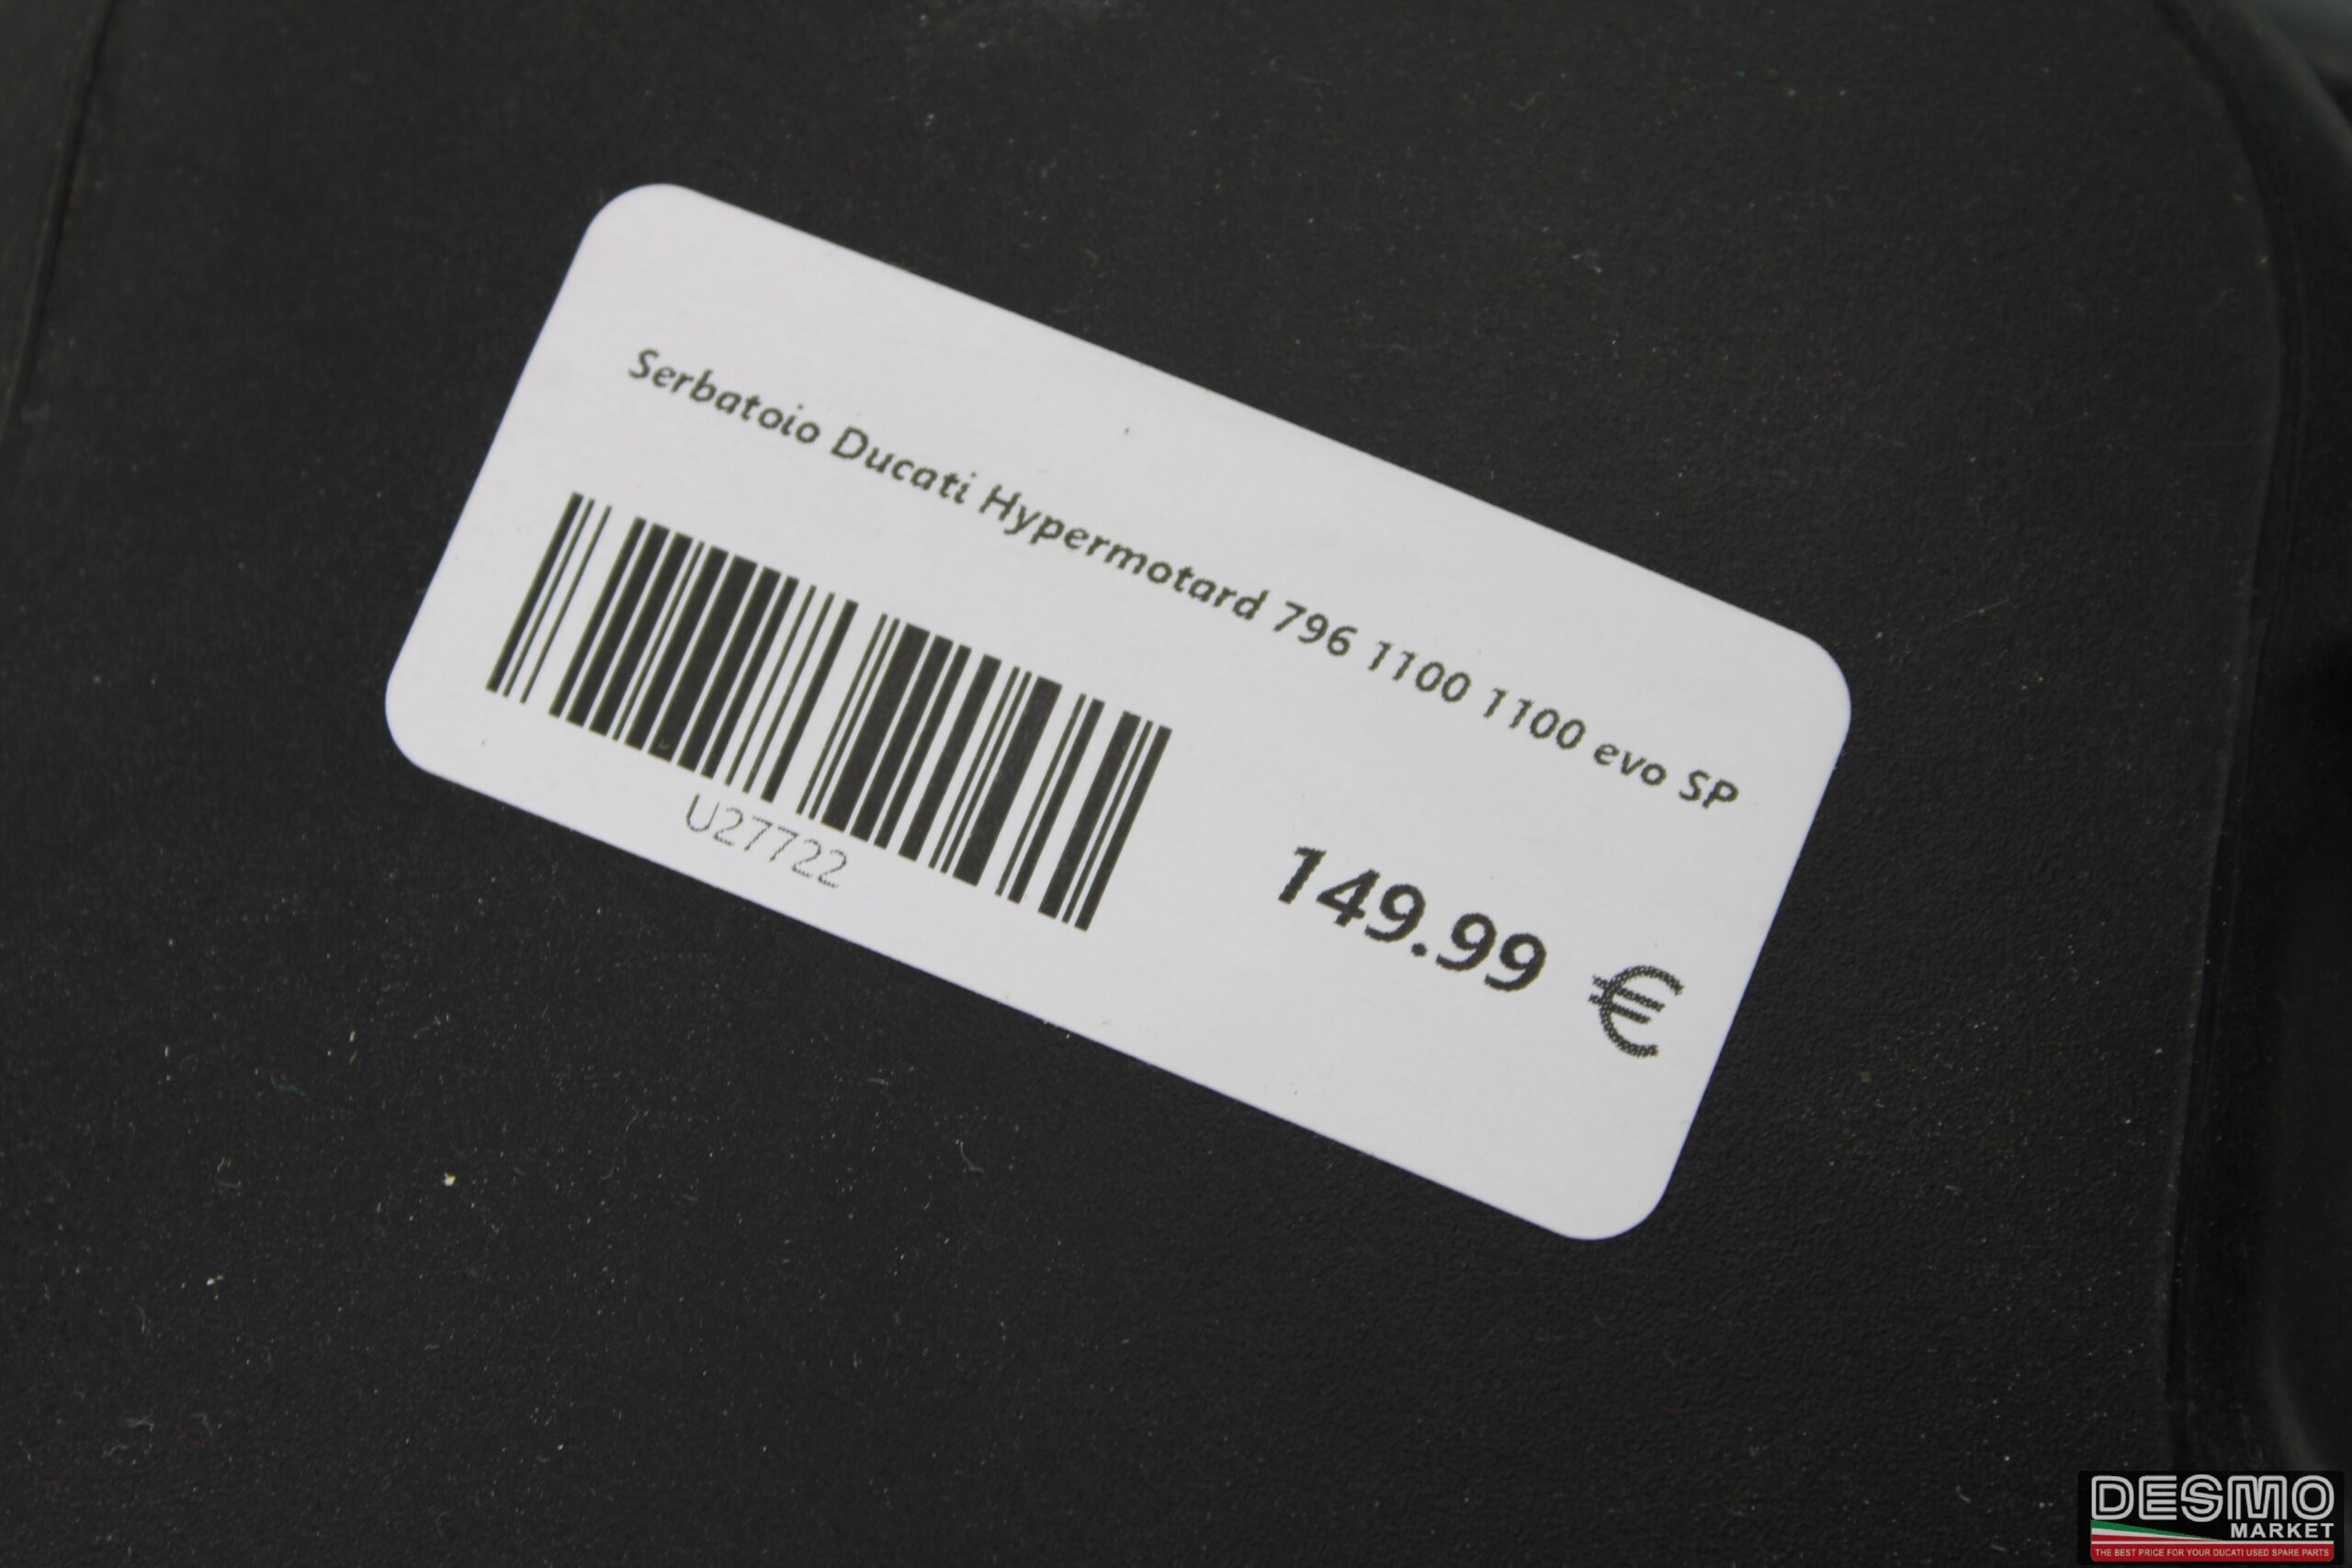 Serbatoio Ducati Hypermotard 796 1100 1100 evo SP
U27722
149.99 €
DESMO
MARKET
THE BEST PRICE FOR YOUR DUCATI USED SPARE PARTS